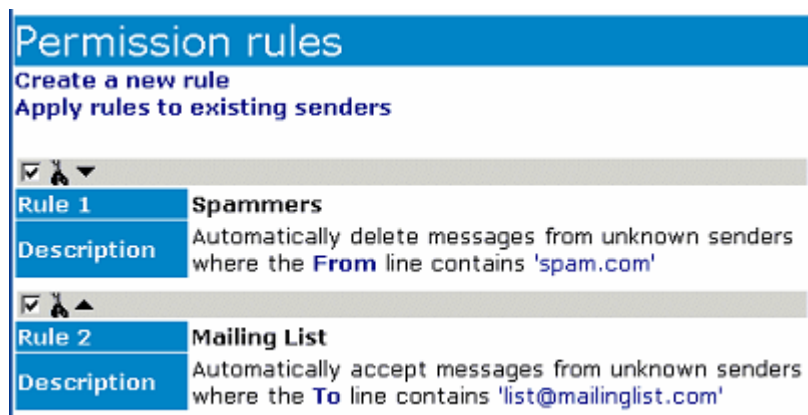 Permission rules
Create a new rule
Apply rules to existing senders
Rule 1 Spammers
Description Automatically delete messages from unknown senders
where the From line contains 'spam.com'
Rule 2 Mailing List
Description Automatically accept messages from unknown senders
where the To line contains 'list@mailinglist.com'